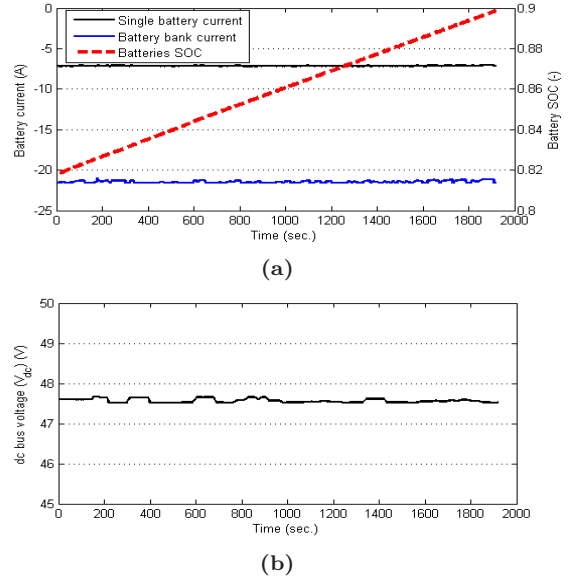 Single battery current
Battery bank current
Batteries SOC
0
-5
-10
-15
-20
-25
Battery current (A)
0.9
0.88
0.86
0.84
0.82
0.8
Battery SOC (-)
0 200 400 600 800 1000 1200 1400 1600 1800 2000
Time (sec.)
(a)
50
49
48
47
46
45
dc bus voltage (Vdc) (V)
0 200 400 600 800 1000 1200 1400 1600 1800 2000
Time (sec.)
(b)